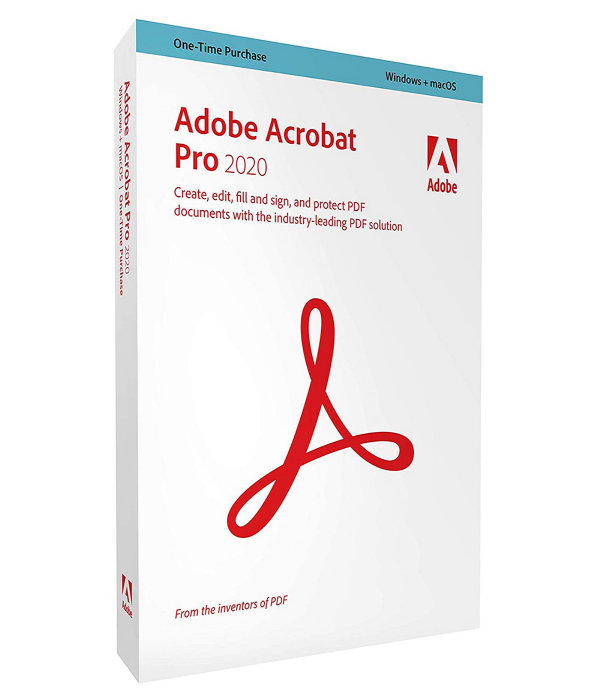 One-Time Purchase
Windows + macOS
Adobe Acrobat
Pro 2020
Adobe
Create, edit, fill and sign, and protect PDF
documents with the industry-leading PDF solution
From the inventors of PDF
Adobe Acrobat Pro 2020
Windows + macOS | One-Time Purchase
Adobe